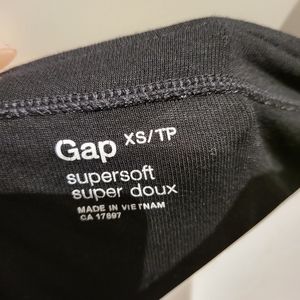 Gap XS/TP
supersoft
super doux
MADE IN VIETNAM
CA 17897